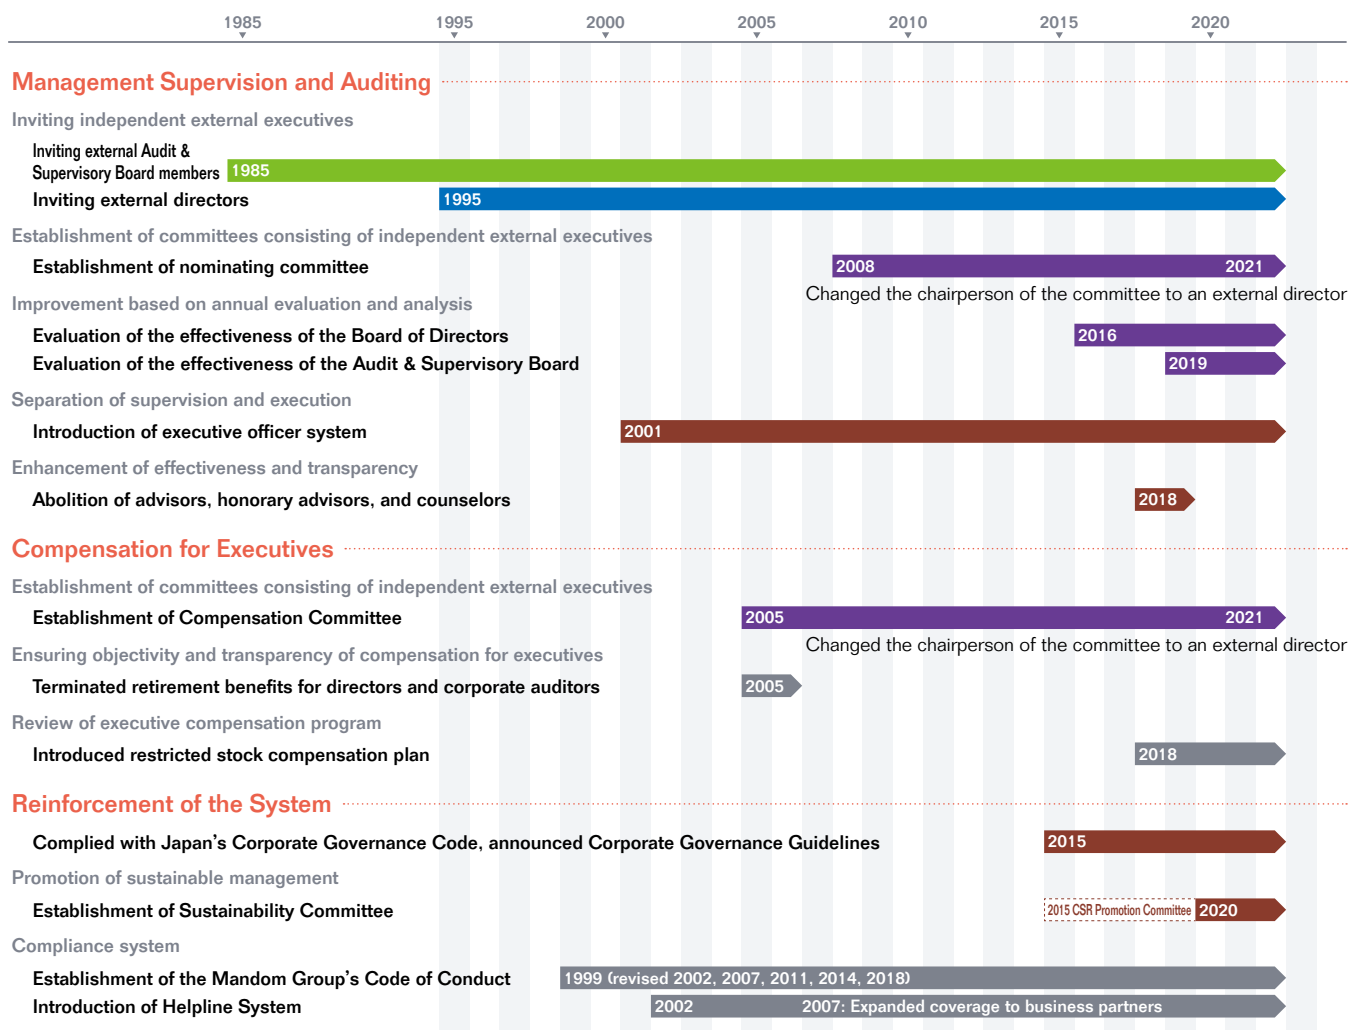 1985 1995 2000 2005 2010 2015 2020
Management Supervision and Auditing
Inviting independent external executives
Inviting external Audit &
Supervisory Board members 1985
Inviting external directors 1995
Establishment of committees consisting of independent external executives
Establishment of nominating committee 2008 2021
Changed the chairperson of the committee to an external director
Improvement based on annual evaluation and analysis
Evaluation of the effectiveness of the Board of Directors 2016
Evaluation of the effectiveness of the Audit & Supervisory Board 2019
Separation of supervision and execution
Introduction of executive officer system 2001
Enhancement of effectiveness and transparency
Abolition of advisors, honorary advisors, and counselors 2018
Compensation for Executives
Establishment of committees consisting of independent external executives
Establishment of Compensation Committee 2005 2021
Changed the chairperson of the committee to an external director
Ensuring objectivity and transparency of compensation for executives
Terminated retirement benefits for directors and corporate auditors 2005
Review of executive compensation program
Introduced restricted stock compensation plan 2018
Reinforcement of the System
Complied with Japan's Corporate Governance Code, announced Corporate Governance Guidelines 2015
Promotion of sustainable management
Establishment of Sustainability Committee 2015 CSR Promotion Committee 2020
Compliance system
Establishment of the Mandom Group's Code of Conduct 1999 (revised 2002, 2007, 2011, 2014, 2018)
Introduction of Helpline System 2002 2007: Expanded coverage to business partners